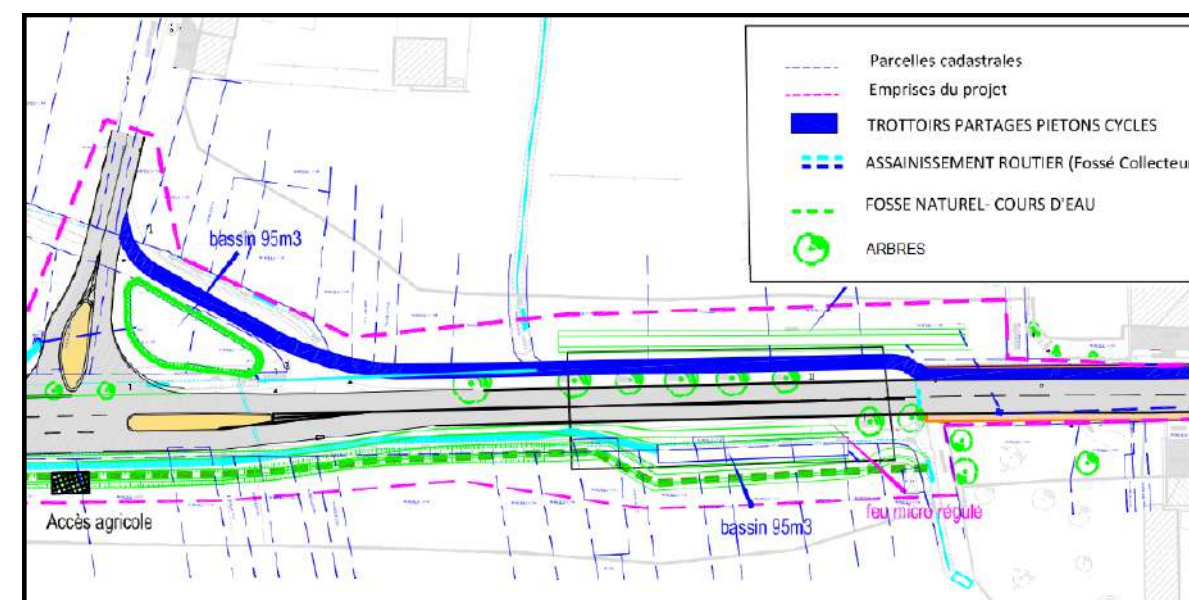 Parcelles cadastrales
Emprises du projet
TROTTOIRS PARTAGES PIETONS CYCLES
ASSAINISSEMENT ROUTIER (Fossé Collecteur
FOSSE NATUREL- COURS D'EAU
ARBRES
bassin 95m3
Accès agricole
bassin 95m3
feu micro régulé